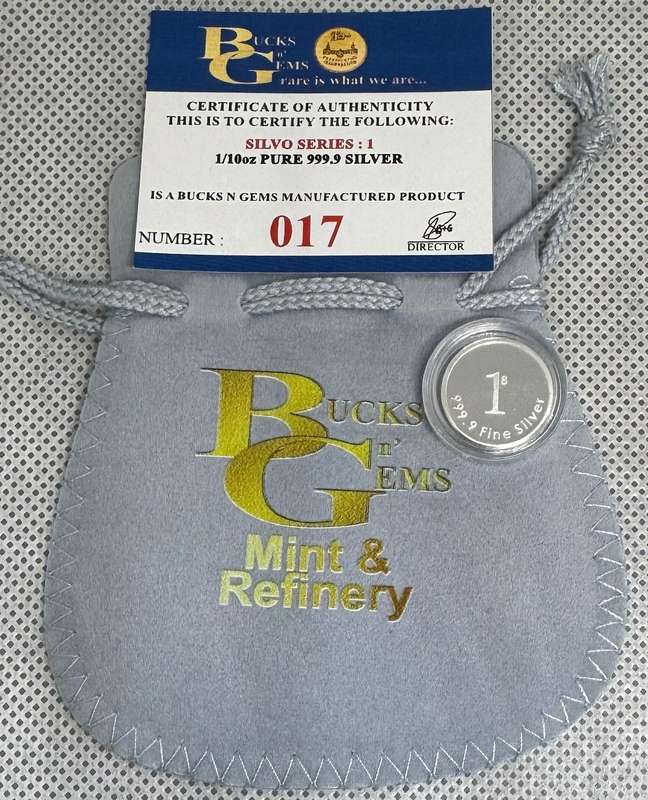 BUCKS
n'
GEMS
rare is what we are...
CERTIFICATE OF AUTHENTICITY
THIS IS TO CERTIFY THE FOLLOWING:
SILVO SERIES : 1
1/10oz PURE 999.9 SILVER
IS A BUCKS N GEMS MANUFACTURED PRODUCT
NUMBER : 017
DIRECTOR
1 8
999.9 Fine Silver
BUCKS
n'
GEMS
Mint &
Refinery